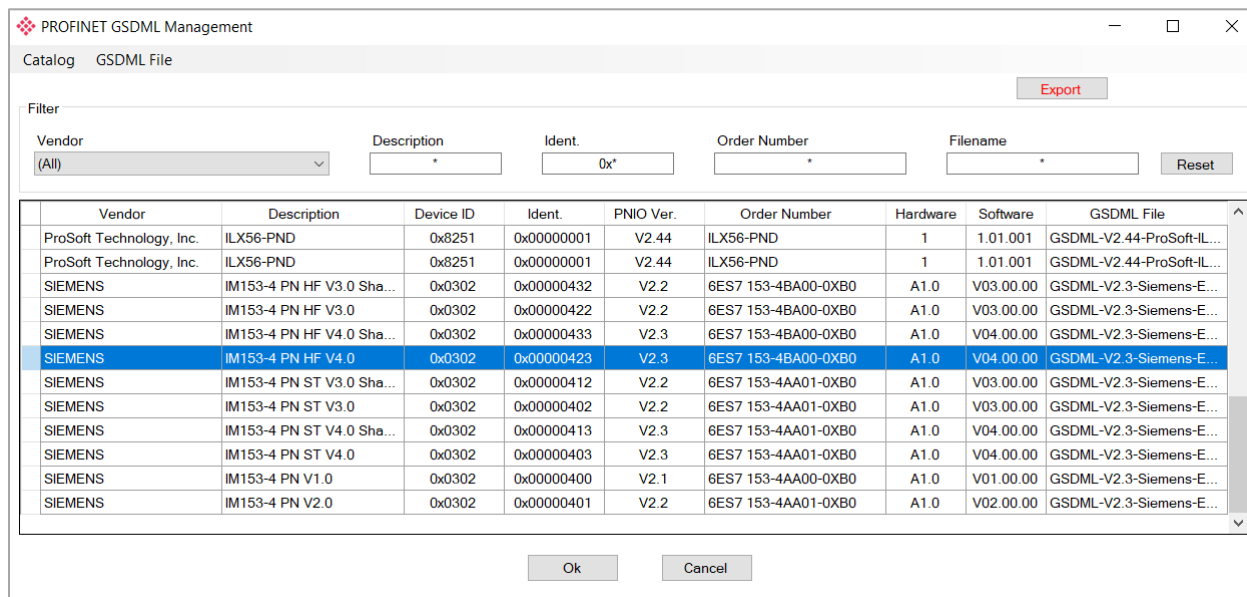 PROFINET GSDML Management
Catalog GSDML File
Export
Filter
Vendor Description Ident. Order Number Filename
(All) * 0x* * * Reset
Vendor Description Device ID Ident. PNIO Ver. Order Number Hardware Software GSDML File
ProSoft Technology, Inc. ILX56-PND 0x8251 0x00000001 V2.44 ILX56-PND 1 1.01.001 GSDML-V2.44-ProSoft-IL...
ProSoft Technology, Inc. ILX56-PND 0x8251 0x00000001 V2.44 ILX56-PND 1 1.01.001 GSDML-V2.44-ProSoft-IL...
SIEMENS IM153-4 PN HF V3.0 Sha... 0x0302 0x00000432 V2.2 6ES7 153-4BA00-0XB0 A1.0 V03.00.00 GSDML-V2.3-Siemens-E...
SIEMENS IM153-4 PN HF V3.0 0x0302 0x00000422 V2.2 6ES7 153-4BA00-0XB0 A1.0 V03.00.00 GSDML-V2.3-Siemens-E...
SIEMENS IM153-4 PN HF V4.0 Sha... 0x0302 0x00000433 V2.3 6ES7 153-4BA00-0XB0 A1.0 V04.00.00 GSDML-V2.3-Siemens-E...
SIEMENS IM153-4 PN HF V4.0 0x0302 0x00000423 V2.3 6ES7 153-4BA00-0XB0 A1.0 V04.00.00 GSDML-V2.3-Siemens-E...
SIEMENS IM153-4 PN ST V3.0 Sha... 0x0302 0x00000412 V2.2 6ES7 153-4AA01-0XB0 A1.0 V03.00.00 GSDML-V2.3-Siemens-E...
SIEMENS IM153-4 PN ST V3.0 0x0302 0x00000402 V2.2 6ES7 153-4AA01-0XB0 A1.0 V03.00.00 GSDML-V2.3-Siemens-E...
SIEMENS IM153-4 PN ST V4.0 Sha... 0x0302 0x00000413 V2.3 6ES7 153-4AA01-0XB0 A1.0 V04.00.00 GSDML-V2.3-Siemens-E...
SIEMENS IM153-4 PN ST V4.0 0x0302 0x00000403 V2.3 6ES7 153-4AA01-0XB0 A1.0 V04.00.00 GSDML-V2.3-Siemens-E...
SIEMENS IM153-4 PN V1.0 0x0302 0x00000400 V2.1 6ES7 153-4AA00-0XB0 A1.0 V01.00.00 GSDML-V2.3-Siemens-E...
SIEMENS IM153-4 PN V2.0 0x0302 0x00000401 V2.2 6ES7 153-4AA01-0XB0 A1.0 V02.00.00 GSDML-V2.3-Siemens-E...
Ok Cancel